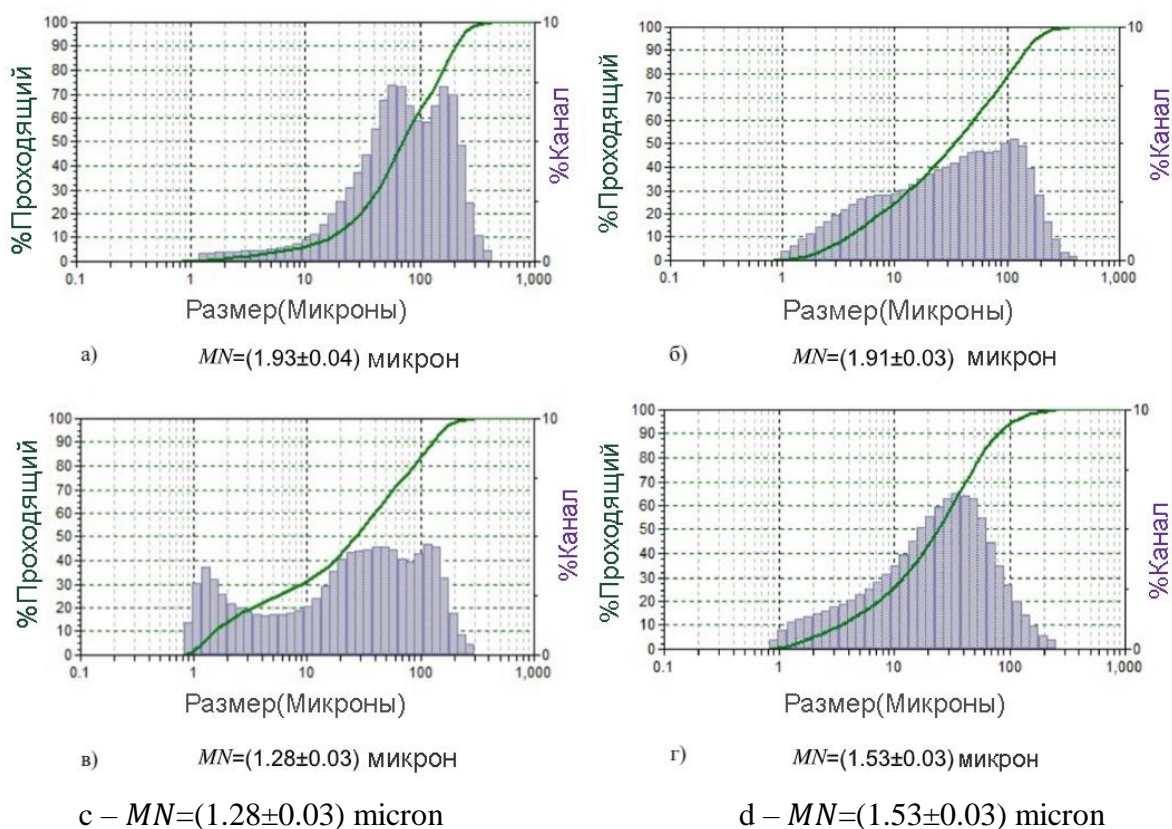 100
90
80
70
60
50
40
30
20
10
0
%Проходящий
10
0
%Канал
0.1 1 10 100 1,000
Размер(Микроны)
а) MN=(1.93±0.04) микрон
100
90
80
70
60
50
40
30
20
10
0
%Проходящий
10
0
%Канал
0.1 1 10 100 1,000
Размер(Микроны)
б) MN=(1.91±0.03) микрон
100
90
80
70
60
50
40
30
20
10
0
%Проходящий
10
0
%Канал
0.1 1 10 100 1,000
Размер(Микроны)
в) MN=(1.28±0.03) микрон
100
90
80
70
60
50
40
30
20
10
0
%Проходящий
10
0
%Канал
0.1 1 10 100 1,000
Размер(Микроны)
г) MN=(1.53±0.03) микрон
c – MN=(1.28±0.03) micron
d – MN=(1.53±0.03) micron